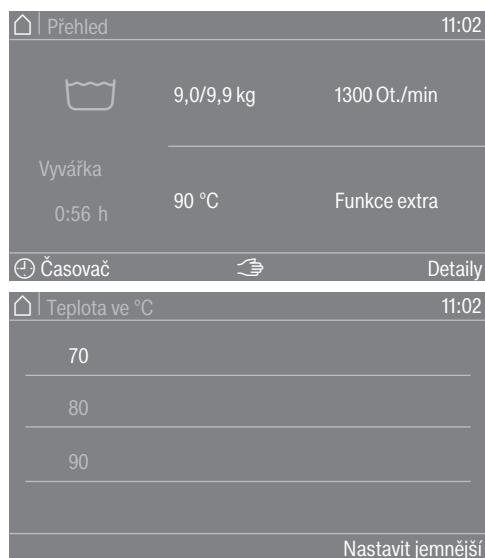 Přehled 11:02
9,0/9,9 kg 1300 Ot./min
Vyvářka
0:56 h
90 °C Funkce extra
Časovač Detaily
Teplota ve °C 11:02
70
80
90
Nastavit jemnější